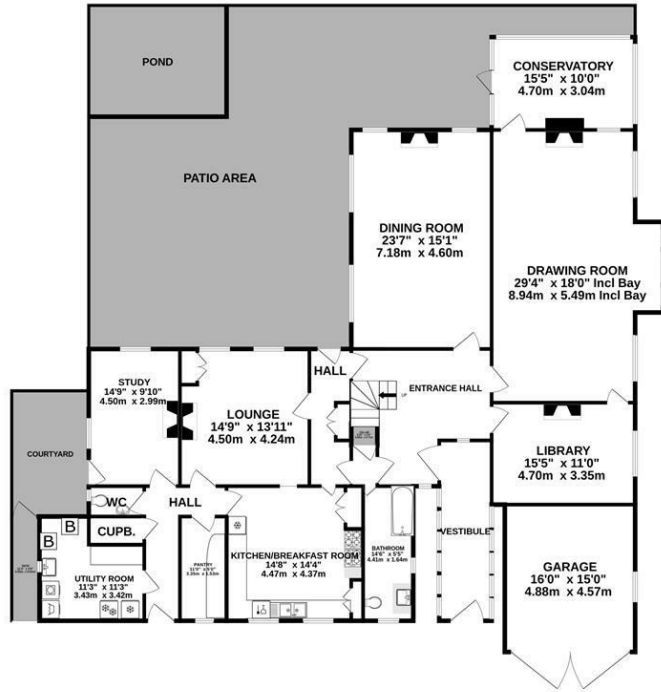 POND
CONSERVATORY
15'5" x 10'0"
4.70m x 3.04m
PATIO AREA
DINING ROOM
23'7" x 15'1"
7.18m x 4.60m
DRAWING ROOM
29'4" x 18'0" Incl Bay
8.94m x 5.49m Incl Bay
HALL
ENTRANCE HALL
UP
STUDY
14'9" x 9'10"
4.50m x 2.99m
LOUNGE
14'9" x 13'11"
4.50m x 4.24m
COURTYARD
LIBRARY
15'5" x 11'0"
4.70m x 3.35m
WC
HALL
CUPB.
B
B
UTILITY ROOM
11'3" x 11'3"
3.43m x 3.42m
PANTRY
KITCHEN/BREAKFAST ROOM
14'8" x 14'4"
4.47m x 4.37m
BATHROOM
14'6" x 5'5"
4.41m x 1.64m
VESTIBULE
GARAGE
16'0" x 15'0"
4.88m x 4.57m